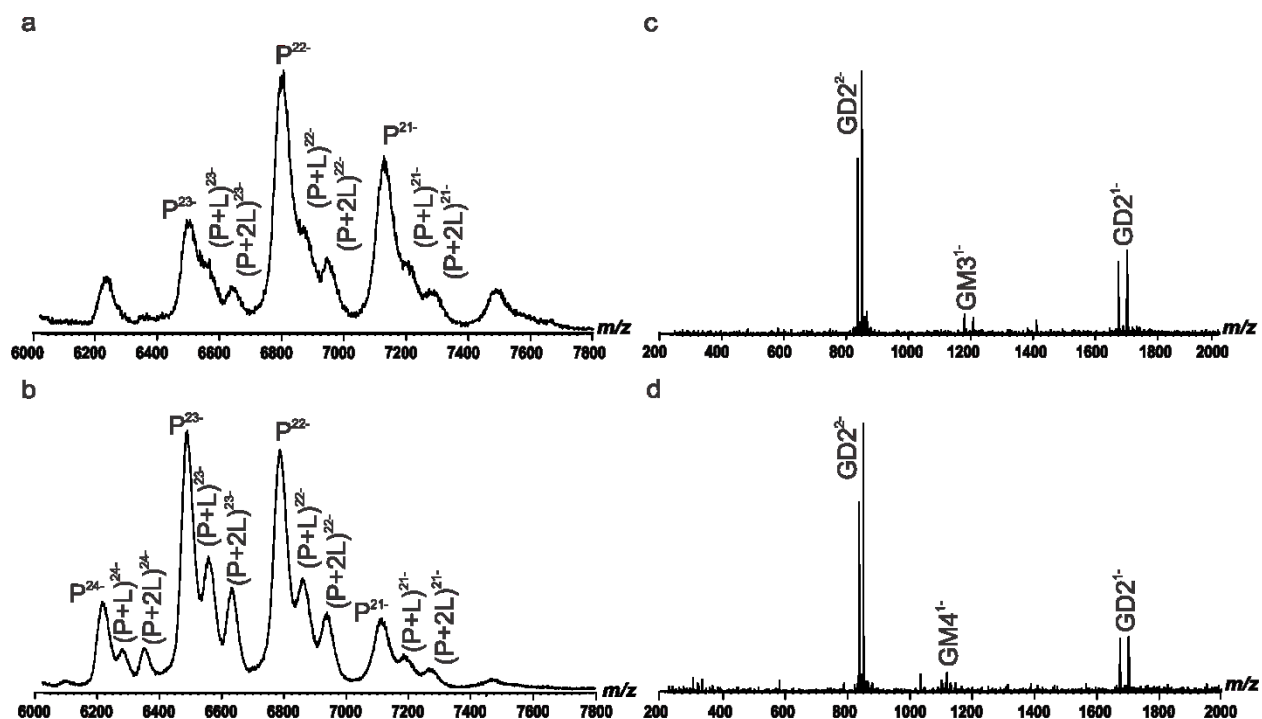 a
P²²⁻
P²¹⁻
P²³⁻
(P+L)²³⁻
(P+2L)²³⁻
(P+L)²²⁻
(P+2L)²²⁻
(P+L)²¹⁻
(P+2L)²¹⁻
m/z
6000 6200 6400 6600 6800 7000 7200 7400 7600 7800
c
GD2²⁻
GM3¹⁻
GD2¹⁻
m/z
200 400 600 800 1000 1200 1400 1600 1800 2000
b
P²³⁻
P²²⁻
P²⁴⁻
(P+L)²⁴⁻
(P+2L)²⁴⁻
(P+L)²³⁻
(P+2L)²³⁻
(P+L)²²⁻
(P+2L)²²⁻
P²¹⁻
(P+L)²¹⁻
(P+2L)²¹⁻
m/z
6000 6200 6400 6600 6800 7000 7200 7400 7600 7800
d
GD2²⁻
GM4¹⁻
GD2¹⁻
m/z
200 400 600 800 1000 1200 1400 1600 1800 2000